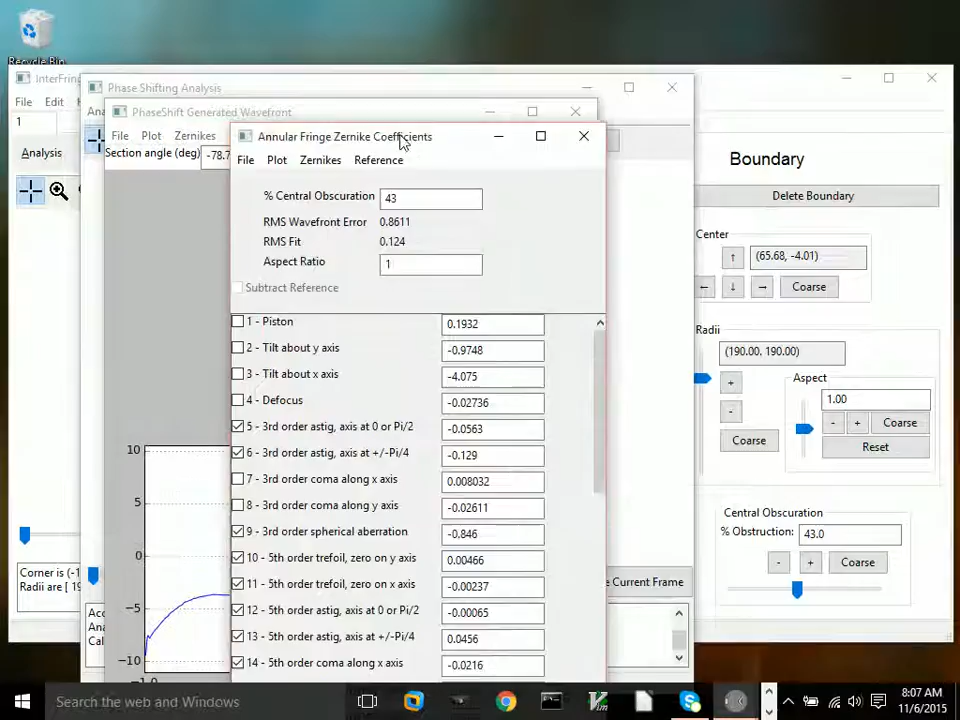 Recycle Bin
InterFring
File Edit
1
Analysis
Corner is (-1
Radii are [ 19
Phase Shifting Analysis
Ana
Acc
Ana
Cal
PhaseShift Generated Wavefront
File Plot Zernikes
Section angle (deg) -78.7
10
5
0
−5
−10
−1.0
Annular Fringe Zernike Coefficients
File Plot Zernikes Reference
% Central Obscuration 43
RMS Wavefront Error 0.8611
RMS Fit 0.124
Aspect Ratio 1
Subtract Reference
1 - Piston 0.1932
2 - Tilt about y axis -0.9748
3 - Tilt about x axis -4.075
4 - Defocus -0.02736
5 - 3rd order astig, axis at 0 or Pi/2 -0.0563
6 - 3rd order astig, axis at +/-Pi/4 -0.129
7 - 3rd order coma along x axis 0.008032
8 - 3rd order coma along y axis -0.02611
9 - 3rd order spherical aberration -0.846
10 - 5th order trefoil, zero on y axis 0.00466
11 - 5th order trefoil, zero on x axis -0.00237
12 - 5th order astig, axis at 0 or Pi/2 -0.00065
13 - 5th order astig, axis at +/-Pi/4 0.0456
14 - 5th order coma along x axis -0.0216
e Current Frame
Boundary
Delete Boundary
Center
↑ (65.68, -4.01)
← ↓ → Coarse
Radii
(190.00, 190.00)
+
-
Coarse
Aspect
1.00
- + Coarse
Reset
Central Obscuration
% Obstruction: 43.0
- + Coarse
Search the web and Windows
8:07 AM
11/6/2015